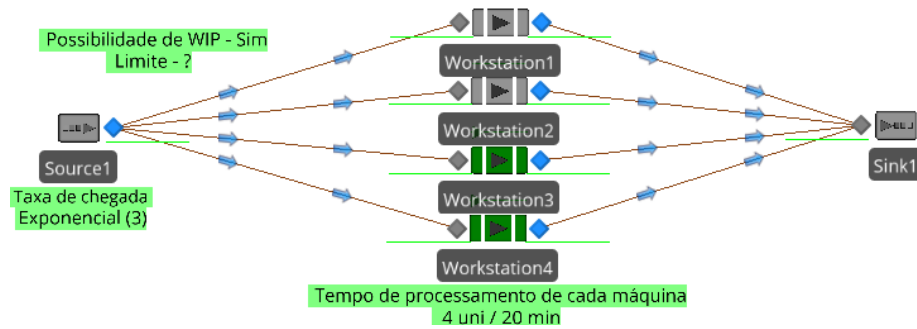 Possibilidade de WIP - Sim
Limite - ?
Workstation1
Workstation2
Source1
Sink1
Workstation3
Taxa de chegada
Exponencial (3)
Workstation4
Tempo de processamento de cada máquina
4 uni / 20 min